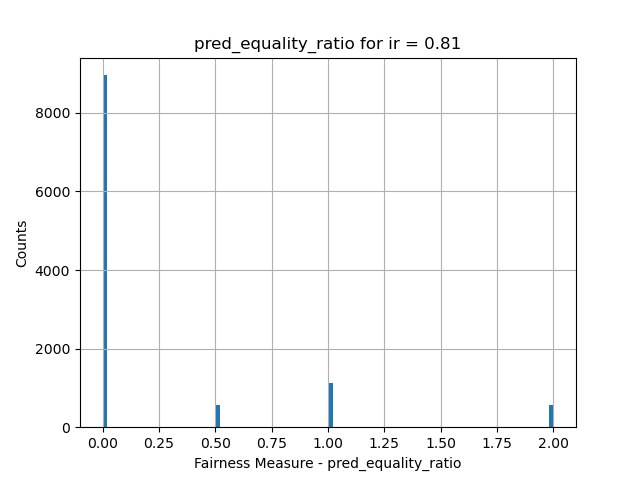 pred_equality_ratio for ir = 0.81
8000
6000
4000
2000
0
Counts
0.00 0.25 0.50 0.75 1.00 1.25 1.50 1.75 2.00
Fairness Measure - pred_equality_ratio